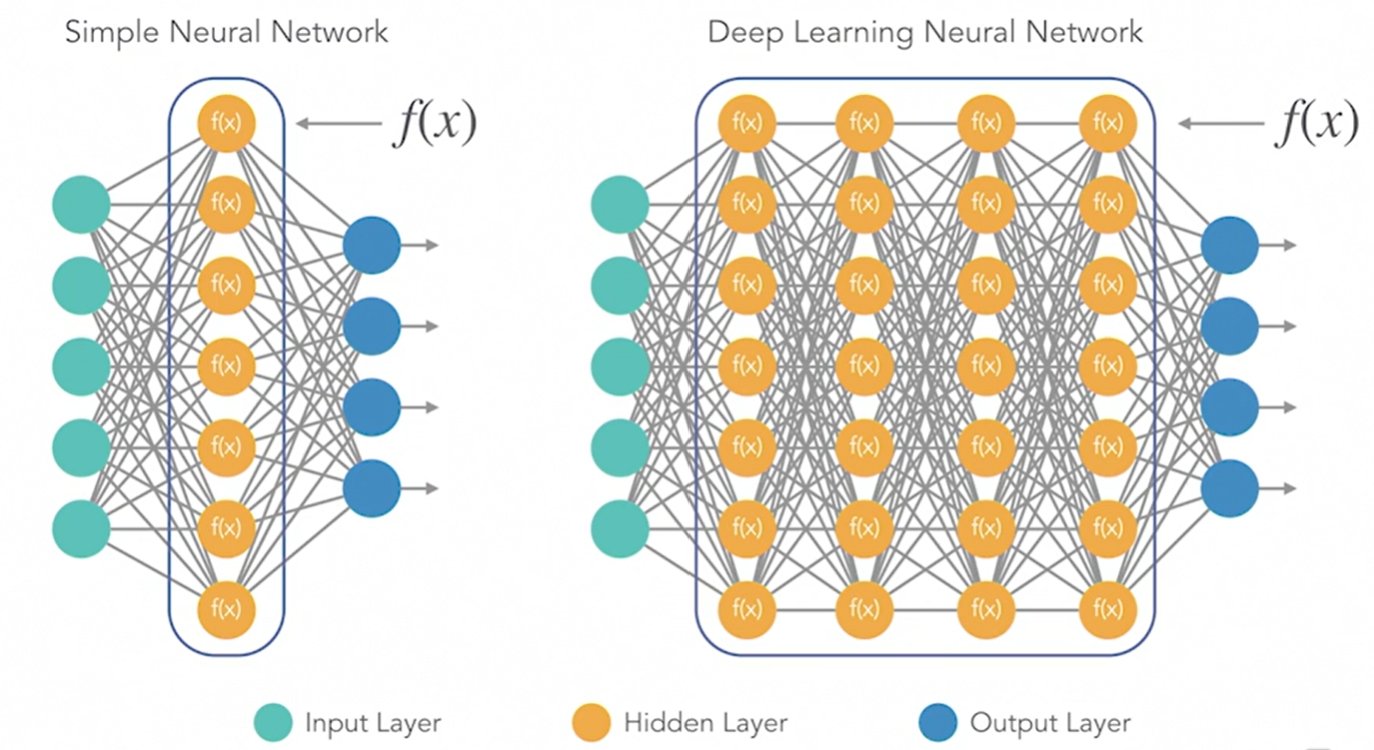 Simple Neural Network
Deep Learning Neural Network
f(x)
f(x)
f(x)
f(x)
f(x)
f(x)
f(x)
f(x)
f(x)
f(x) f(x) f(x) f(x)
f(x) f(x) f(x) f(x)
f(x) f(x) f(x) f(x)
f(x) f(x) f(x) f(x)
f(x) f(x) f(x) f(x)
f(x) f(x) f(x) f(x)
f(x) f(x) f(x) f(x)
Input Layer
Hidden Layer
Output Layer